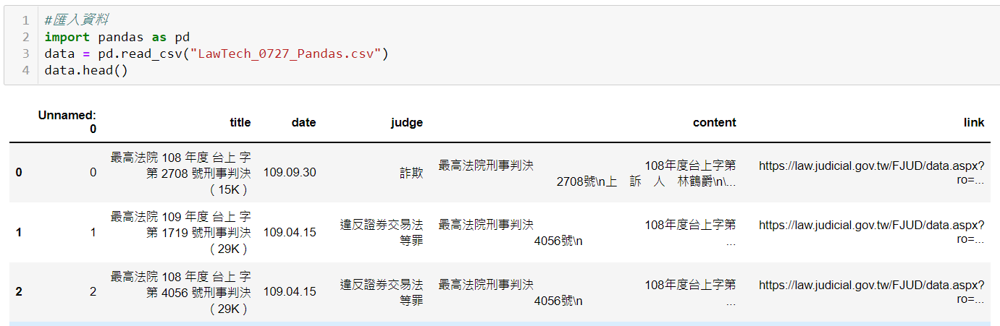 1 #匯入資料
2 import pandas as pd
3 data = pd.read_csv("LawTech_0727_Pandas.csv")
4 data.head()
Unnamed:
0 title date judge content link
最高法院 108 年度 台上 字
0 0 第 2708 號刑事判決 109.09.30 詐欺 最高法院刑事判決 108年度台上字第 https://law.judicial.gov.tw/FJUD/data.aspx?
( 15K ) 2708號\n上 訴 人 林鶴爵\n\... ro=...
最高法院 109 年度 台上 字
1 1 第 1719 號刑事判決 109.04.15 違反證券交易法 最高法院刑事判決 108年度台上字第 https://law.judicial.gov.tw/FJUD/data.aspx?
( 29K ) 等罪 4056號\n ... ro=...
最高法院 108 年度 台上 字
2 2 第 4056 號刑事判決 109.04.15 違反證券交易法 最高法院刑事判決 108年度台上字第 https://law.judicial.gov.tw/FJUD/data.aspx?
( 29K ) 等罪 4056號\n ... ro=...